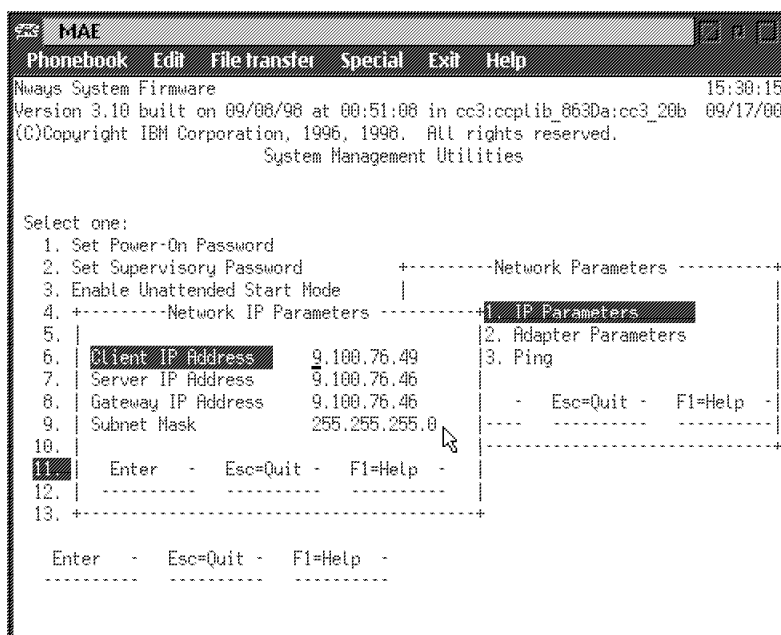 MAE
Phonebook Edit File transfer Special Exit Help
Nways System Firmware 15:30:15
Version 3.10 built on 09/08/98 at 00:51:08 in cc3:ccplib_863Da:cc3_20b 09/17/00
(C)Copyright IBM Corporation, 1996, 1998. All rights reserved.
System Management Utilities
Select one:
1. Set Power-On Password
2. Set Supervisory Password +---------Network Parameters ----------+
3. Enable Unattended Start Mode | |
4. +---------Network IP Parameters ----------+1. IP Parameters |
5. | |2. Adapter Parameters |
6. | Client IP Address 9.100.76.49 |3. Ping |
7. | Server IP Address 9.100.76.46 | |
8. | Gateway IP Address 9.100.76.46 | - Esc=Quit - F1=Help -|
9. | Subnet Mask 255.255.255.0 |---- ---------- ----------|
10. | |-------------------------------------+
11. | Enter - Esc=Quit - F1=Help - |
12. | ---------- ---------- ---------- |
13. +-------------------------------------------+
Enter - Esc=Quit - F1=Help -
---------- ---------- ----------